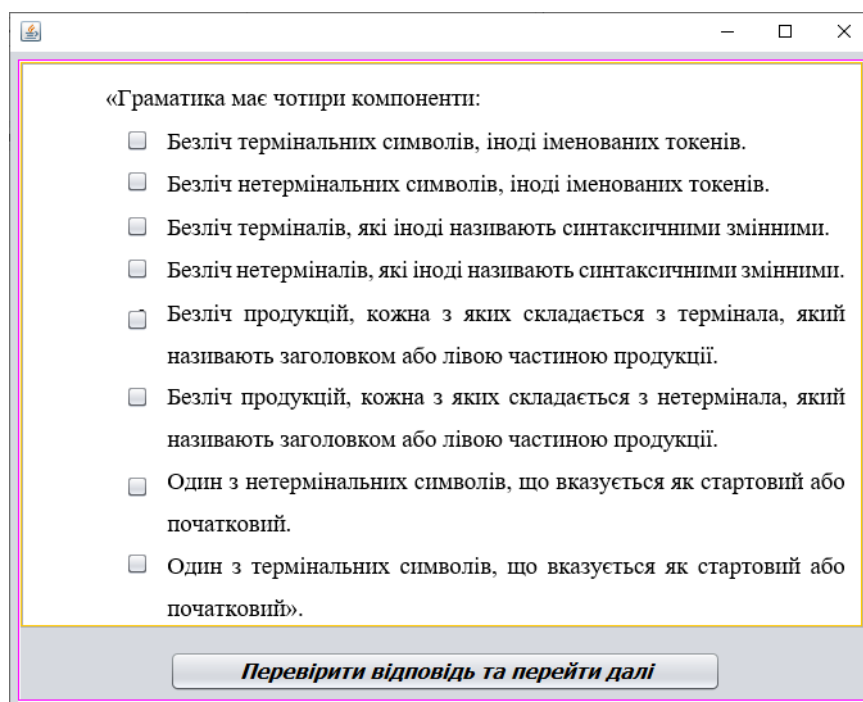 «Граматика має чотири компоненти:
Безліч термінальних символів, іноді іменованих токенів.
Безліч нетермінальних символів, іноді іменованих токенів.
Безліч терміналів, які іноді називають синтаксичними змінними.
Безліч нетерміналів, які іноді називають синтаксичними змінними.
Безліч продукцій, кожна з яких складається з термінала, який
називають заголовком або лівою частиною продукції.
Безліч продукцій, кожна з яких складається з нетермінала, який
називають заголовком або лівою частиною продукції.
Один з нетермінальних символів, що вказується як стартовий або
початковий.
Один з термінальних символів, що вказується як стартовий або
початковий».
Перевірити відповідь та перейти далі